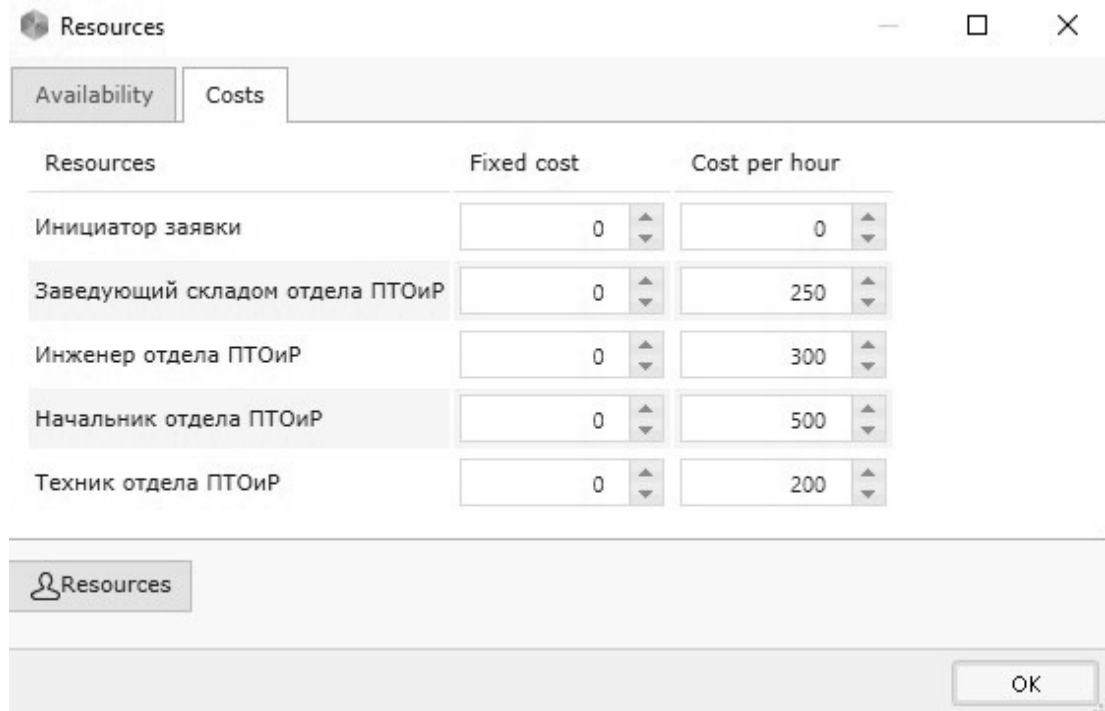 Resources
Availability Costs
Resources Fixed cost Cost per hour
Инициатор заявки 0 0
Заведующий складом отдела ПТОиР 0 250
Инженер отдела ПТОиР 0 300
Начальник отдела ПТОиР 0 500
Техник отдела ПТОиР 0 200
Resources
OK